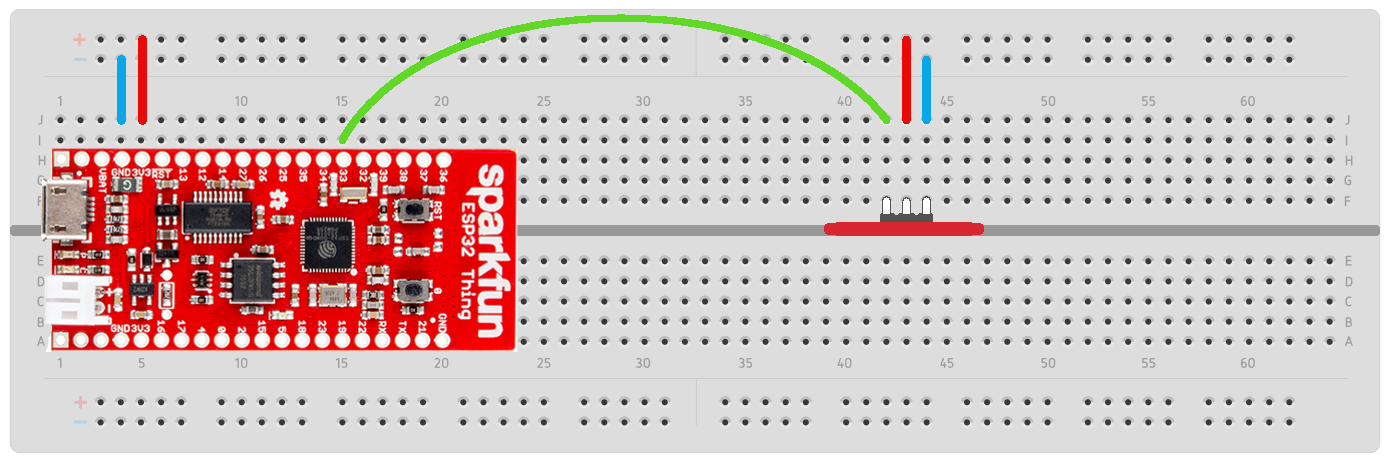 +
−
1 10 15 20 25 30 35 40 45 50 55 60
J J
I I
H H
G G
F F
VBAT GND 3V3 RST 13 12 14 27 26 25 35 34 33 32 39 38 37 36
RST
sparkfun
ESP32 Thing
0
E E
D D
C C
B B
A A
GND 3V3 16 17 4 0 2 15 5 18 23 19 22 RX TX 21 GND
1 5 10 15 20 25 30 35 40 45 50 55 60
+
−